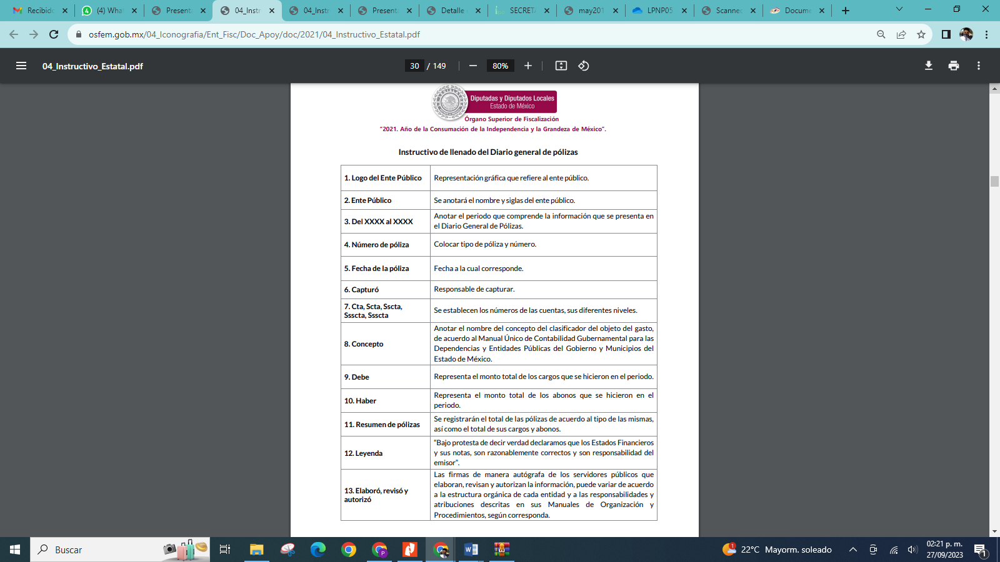 Recibido
(4) What
Present
04_Instr
04_Instr
Present
Detalle
SECRETA
may201
LPNP05
Scanned
Docume
osfem.gob.mx/04_Iconografia/Ent_Fisc/Doc_Apoy/doc/2021/04_Instructivo_Estatal.pdf
04_Instructivo_Estatal.pdf
30 / 149
80%
Diputadas y Diputados Locales
Estado de México
Órgano Superior de Fiscalización
“2021. Año de la Consumación de la Independencia y la Grandeza de México”.
Instructivo de llenado del Diario general de pólizas
1. Logo del Ente Público
Representación gráfica que refiere al ente público.
2. Ente Público
Se anotará el nombre y siglas del ente público.
3. Del XXXX al XXXX
Anotar el periodo que comprende la información que se presenta en
el Diario General de Pólizas.
4. Número de póliza
Colocar tipo de póliza y número.
5. Fecha de la póliza
Fecha a la cual corresponde.
6. Capturó
Responsable de capturar.
7. Cta, Scta, Sscta,
Ssscta, Ssscta
Se establecen los números de las cuentas, sus diferentes niveles.
8. Concepto
Anotar el nombre del concepto del clasificador del objeto del gasto,
de acuerdo al Manual Único de Contabilidad Gubernamental para las
Dependencias y Entidades Públicas del Gobierno y Municipios del
Estado de México.
9. Debe
Representa el monto total de los cargos que se hicieron en el periodo.
10. Haber
Representa el monto total de los abonos que se hicieron en el
periodo.
11. Resumen de pólizas
Se registrarán el total de las pólizas de acuerdo al tipo de las mismas,
así como el total de sus cargos y abonos.
12. Leyenda
“Bajo protesta de decir verdad declaramos que los Estados Financieros
y sus notas, son razonablemente correctos y son responsabilidad del
emisor”.
13. Elaboró, revisó y
autorizó
Las firmas de manera autógrafa de los servidores públicos que
elaboran, revisan y autorizan la información, puede variar de acuerdo
a la estructura orgánica de cada entidad y a las responsabilidades y
atribuciones descritas en sus Manuales de Organización y
Procedimientos, según corresponda.
Buscar
22°C Mayorm. soleado
02:21 p. m.
27/09/2023